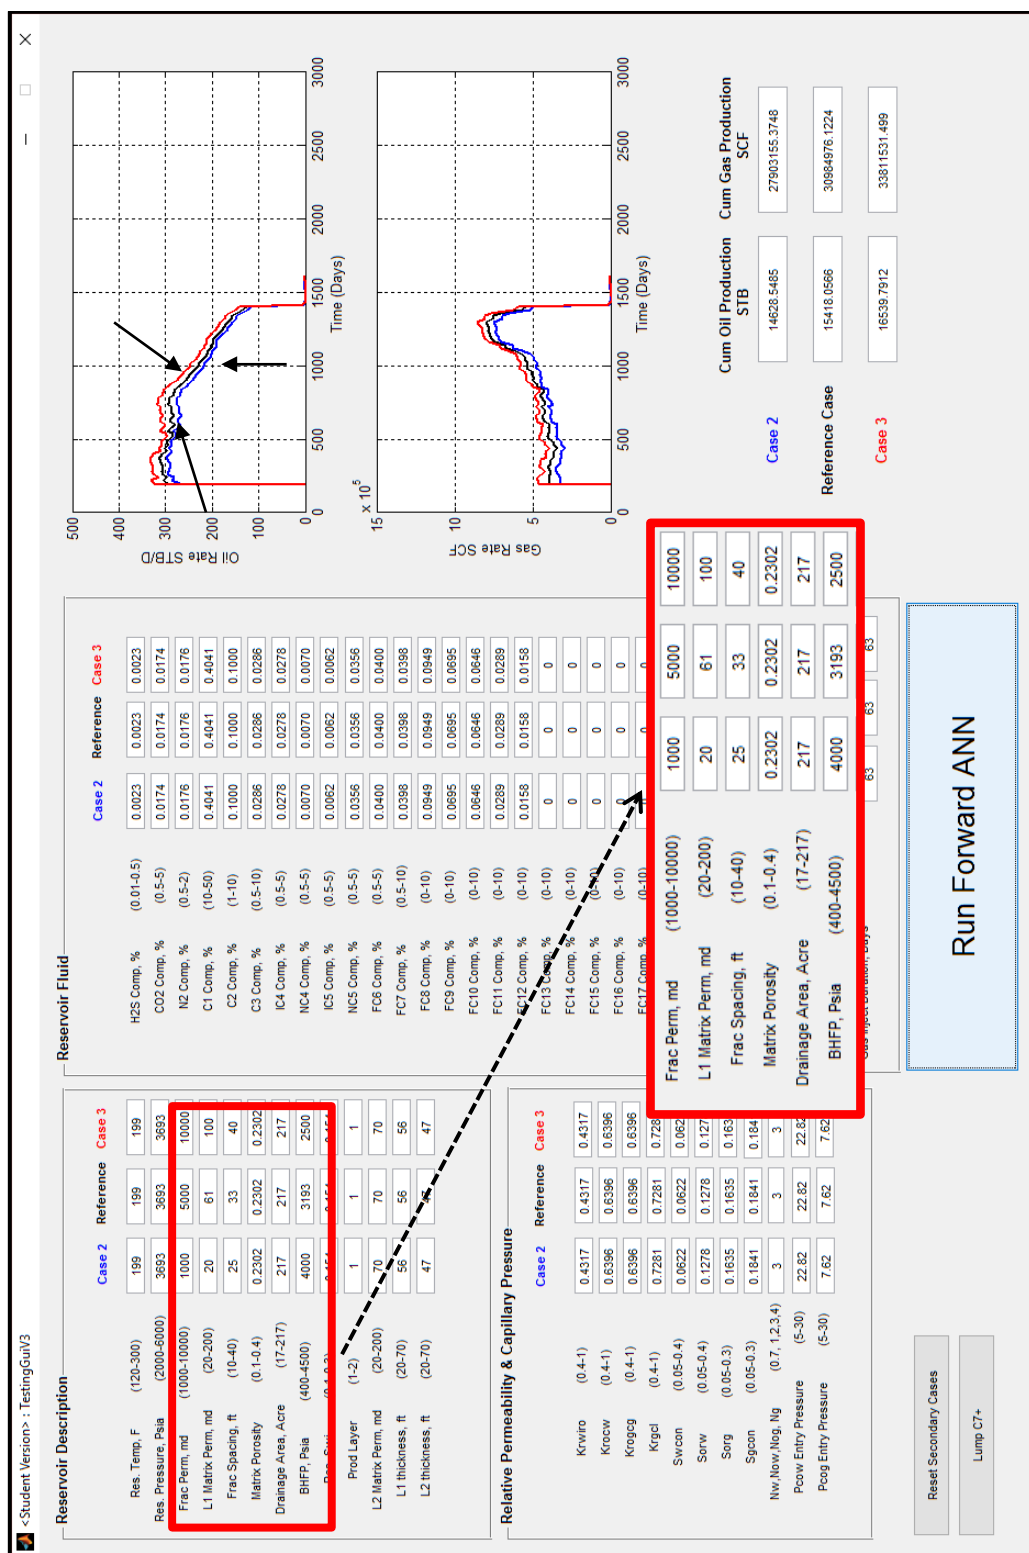 <Student Version> : TestingGuiV3
Reservoir Description
Case 2 Reference Case 3
Res. Temp, F (120-300) 199 199 199
Res. Pressure, Psia (2000-6000) 3693 3693 3693
Frac Perm, md (1000-10000) 1000 5000 10000
L1 Matrix Perm, md (20-200) 20 61 100
Frac Spacing, ft (10-40) 25 33 40
Matrix Porosity (0.1-0.4) 0.2302 0.2302 0.2302
Drainage Area, Acre (17-217) 217 217 217
BHFP, Psia (400-4500) 4000 3193 2500
Prod Layer (1-2) 1 1 1
L2 Matrix Perm, md (20-200) 70 70 70
L1 thickness, ft (20-70) 56 56 56
L2 thickness, ft (20-70) 47 47 47
Relative Permeability & Capillary Pressure
Case 2 Reference Case 3
Krwiro (0.4-1) 0.4317 0.4317 0.4317
Krocw (0.4-1) 0.6396 0.6396 0.6396
Krogcg (0.4-1) 0.6396 0.6396 0.6396
Krgcl (0.4-1) 0.7281 0.7281 0.728
Swcon (0.05-0.4) 0.0622 0.0622 0.062
Sorw (0.05-0.4) 0.1278 0.1278 0.127
Sorg (0.05-0.3) 0.1635 0.1635 0.163
Sgcon (0.05-0.3) 0.1841 0.1841 0.184
Nw,Now,Nog, Ng (0.7, 1,2,3,4) 3 3 3
Pcow Entry Pressure (5-30) 22.82 22.82 22.82
Pcog Entry Pressure (5-30) 7.62 7.62 7.62
Reset Secondary Cases
Lump C7+
Reservoir Fluid
Case 2 Reference Case 3
H2S Comp, % (0.01-0.5) 0.0023 0.0023 0.0023
CO2 Comp, % (0.5-5) 0.0174 0.0174 0.0174
N2 Comp, % (0.5-2) 0.0176 0.0176 0.0176
C1 Comp, % (10-50) 0.4041 0.4041 0.4041
C2 Comp, % (1-10) 0.1000 0.1000 0.1000
C3 Comp, % (0.5-10) 0.0286 0.0286 0.0286
IC4 Comp, % (0.5-5) 0.0278 0.0278 0.0278
NC4 Comp, % (0.5-5) 0.0070 0.0070 0.0070
IC5 Comp, % (0.5-5) 0.0062 0.0062 0.0062
NC5 Comp, % (0.5-5) 0.0356 0.0356 0.0356
FC6 Comp, % (0.5-5) 0.0400 0.0400 0.0400
FC7 Comp, % (0.5-10) 0.0398 0.0398 0.0398
FC8 Comp, % (0-10) 0.0949 0.0949 0.0949
FC9 Comp, % (0-10) 0.0695 0.0695 0.0695
FC10 Comp, % (0-10) 0.0646 0.0646 0.0646
FC11 Comp, % (0-10) 0.0289 0.0289 0.0289
FC12 Comp, % (0-10) 0.0158 0.0158 0.0158
FC13 Comp, % (0-10) 0 0 0
FC14 Comp, % (0-10) 0 0 0
FC15 Comp, % (0-10) 0 0 0
FC16 Comp, % (0-10) 0 0 0
FC17 Comp, % (0-10) 0 0
Frac Perm, md (1000-10000) 1000 5000 10000
L1 Matrix Perm, md (20-200) 20 61 100
Frac Spacing, ft (10-40) 25 33 40
Matrix Porosity (0.1-0.4) 0.2302 0.2302 0.2302
Drainage Area, Acre (17-217) 217 217 217
BHFP, Psia (400-4500) 4000 3193 2500
63 63 63
Run Forward ANN
500
400
300
200
100
0
Oil Rate STB/D
0 500 1000 1500 2000 2500 3000
Time (Days)
x 10^5
15
10
5
0
Gas Rate SCF
0 500 1000 1500 2000 2500 3000
Time (Days)
Cum Oil Production STB Cum Gas Production SCF
Case 2 14628.5485 27903155.3748
Reference Case 15418.0566 30984976.1224
Case 3 16539.7912 33811531.499